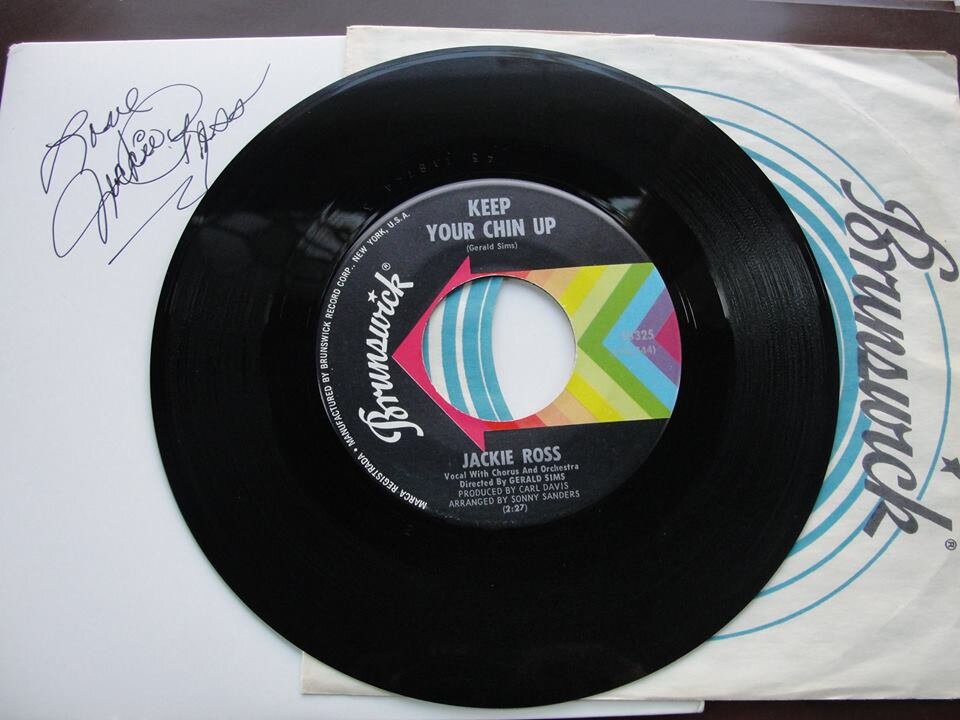 Love
Jackie Ross
KEEP
YOUR CHIN UP
(Gerald Sims)
Brunswick®
MARCA REGISTRADA • MANUFACTURED BY BRUNSWICK RECORD CORP., NEW YORK, U.S.A.
JACKIE ROSS
Vocal With Chorus And Orchestra
Directed By GERALD SIMS
PRODUCED BY CARL DAVIS
ARRANGED BY SONNY SANDERS
(2:27)
Brunswick
®